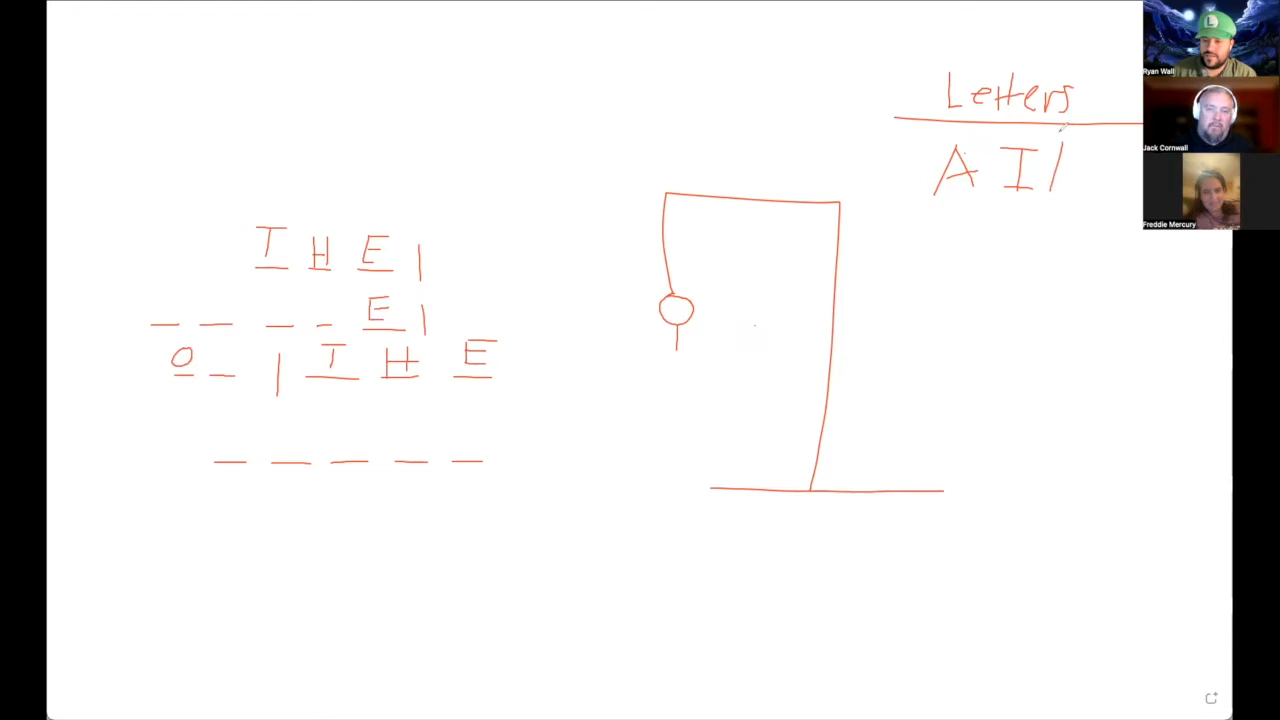 Letters
A I
T H E
E
O T H E
Ryan Wall
Jack Cornwall
Freddie Mercury
L